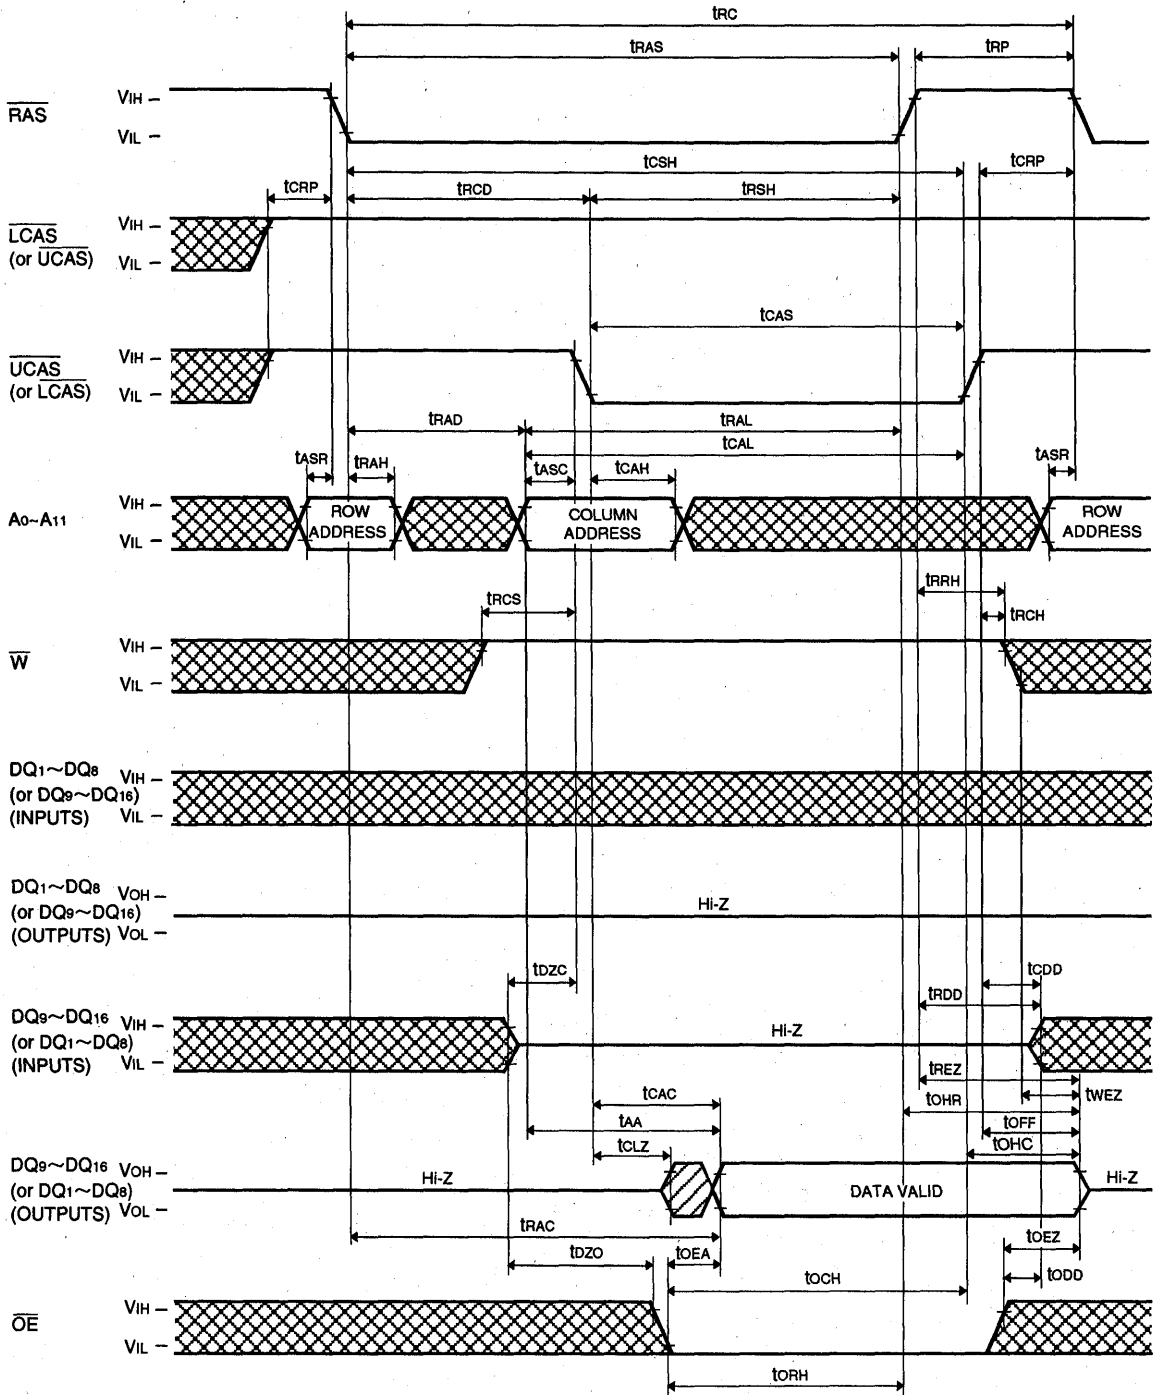 tRC
tRAS tRP
RAS VIH VIL
tCSH tCRP
tCRP tRCD tRSH
LCAS (or UCAS) VIH VIL
tCAS
UCAS (or LCAS) VIH VIL
tRAD tRAL
tCAL
tASR tRAH tASC tCAH tASR
A0~A11 VIH VIL
ROW ADDRESS COLUMN ADDRESS ROW ADDRESS
tRRH
tRCS tRCH
W VIH VIL
DQ1~DQ8 (or DQ9~DQ16) (INPUTS) VIH VIL
DQ1~DQ8 (or DQ9~DQ16) (OUTPUTS) VOH VOL
Hi-Z
tDZC tCDD
tRDD
DQ9~DQ16 (or DQ1~DQ8) (INPUTS) VIH VIL
Hi-Z
tREZ
tCAC tOHR tWEZ
tAA tOFF
tCLZ tOHC
DQ9~DQ16 (or DQ1~DQ8) (OUTPUTS) VOH VOL
Hi-Z DATA VALID Hi-Z
tRAC tOEZ
tDZO tOEA tOCH tODD
OE VIH VIL
tORH